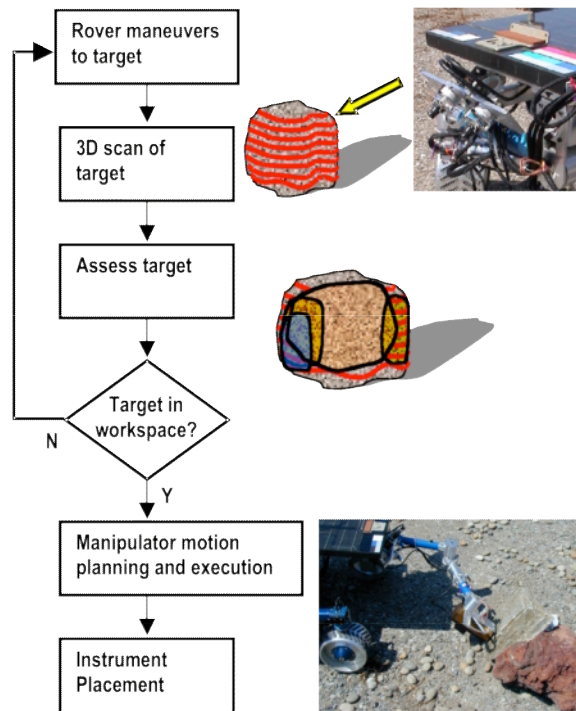 Rover maneuvers
to target
3D scan of
target
Assess target
Target in
workspace?
N
Y
Manipulator motion
planning and execution
Instrument
Placement